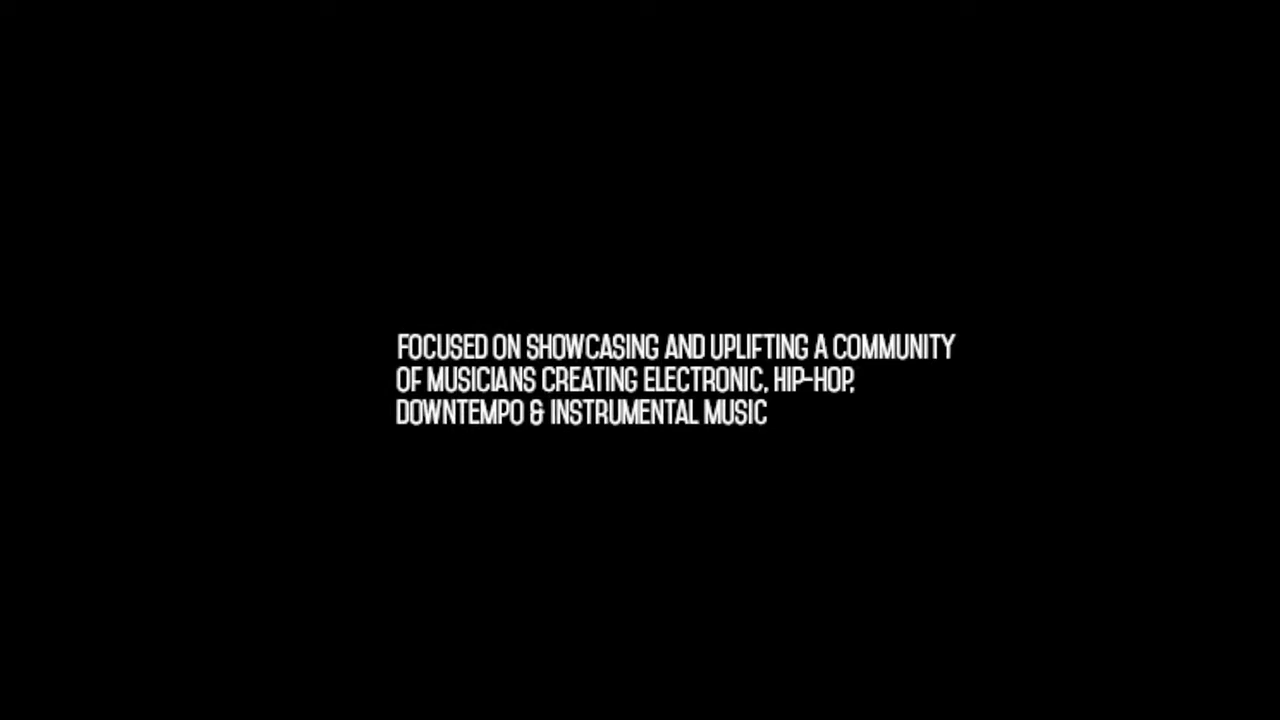 FOCUSED ON SHOWCASING AND UPLIFTING A COMMUNITY
OF MUSICIANS CREATING ELECTRONIC, HIP-HOP,
DOWNTEMPO & INSTRUMENTAL MUSIC